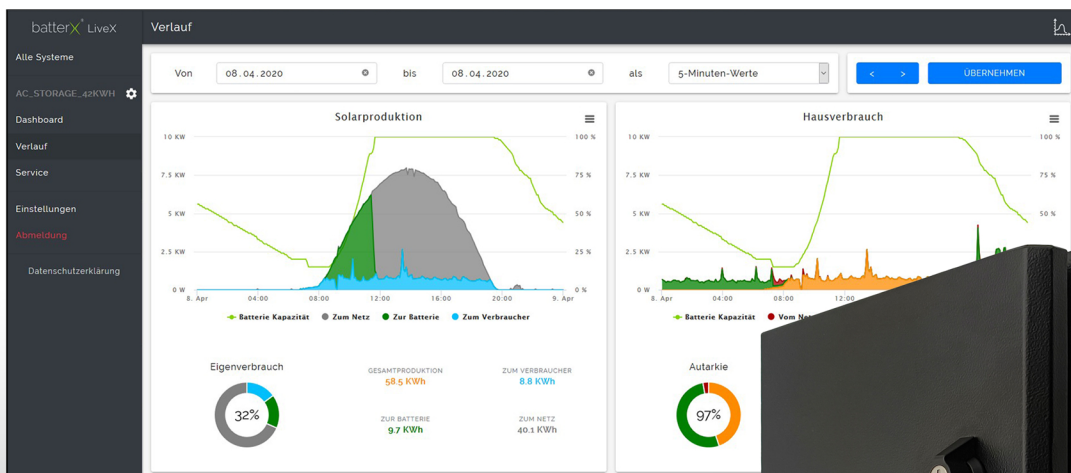 batterX LiveX
Verlauf
Alle Systeme
AC_STORAGE_42KWH
Dashboard
Verlauf
Service
Einstellungen
Abmeldung
Datenschutzerklärung
Von 08.04.2020 bis 08.04.2020 als 5-Minuten-Werte
< > ÜBERNEHMEN
Solarproduktion
10 KW 100 %
7.5 KW 75 %
5 KW 50 %
2.5 KW 25 %
0 W 0 %
8. Apr 04:00 08:00 12:00 16:00 20:00 9. Apr
Batterie Kapazität Zum Netz Zur Batterie Zum Verbraucher
Eigenverbrauch
32%
GESAMTPRODUKTION
58.5 KWh
ZUM VERBRAUCHER
8.8 KWh
ZUR BATTERIE
9.7 KWh
ZUM NETZ
40.1 KWh
Hausverbrauch
10 KW 100 %
7.5 KW 75 %
5 KW 50 %
2.5 KW
0 W
8. Apr 04:00 08:00 12:00
Batterie Kapazität Vom
Autarkie
97%